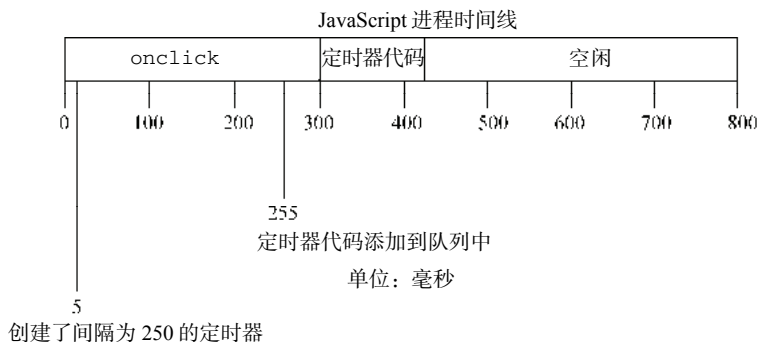 JavaScript 进程时间线
onclick 定时器代码 空闲
0 100 200 300 400 500 600 700 800
255
定时器代码添加到队列中
单位：毫秒
5
创建了间隔为 250 的定时器